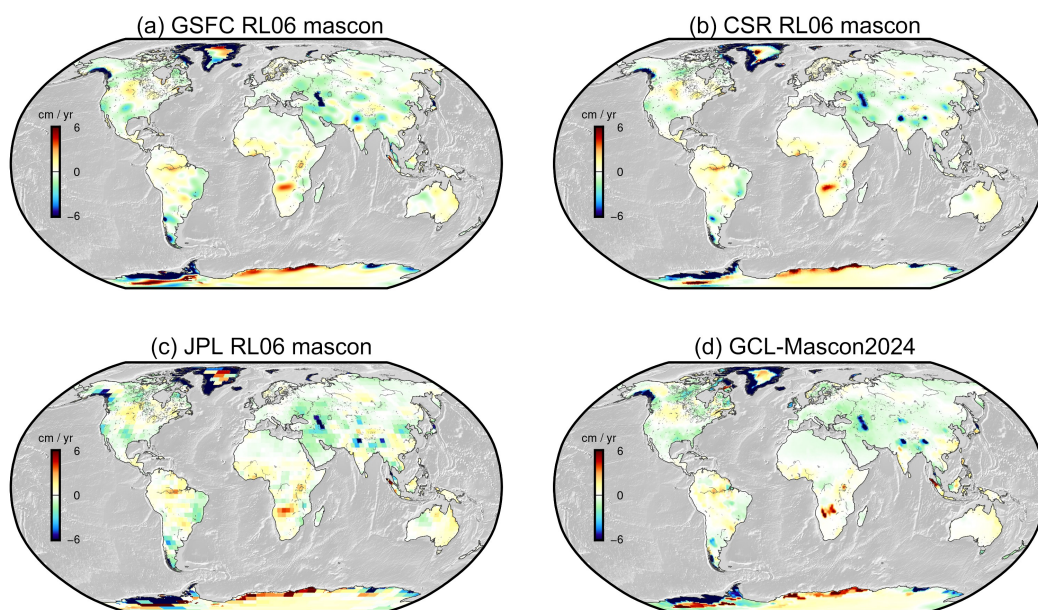 (a) GSFC RL06 mascon
cm / yr
6
0
−6
(b) CSR RL06 mascon
cm / yr
6
0
−6
(c) JPL RL06 mascon
cm / yr
6
0
−6
(d) GCL-Mascon2024
cm / yr
6
0
−6